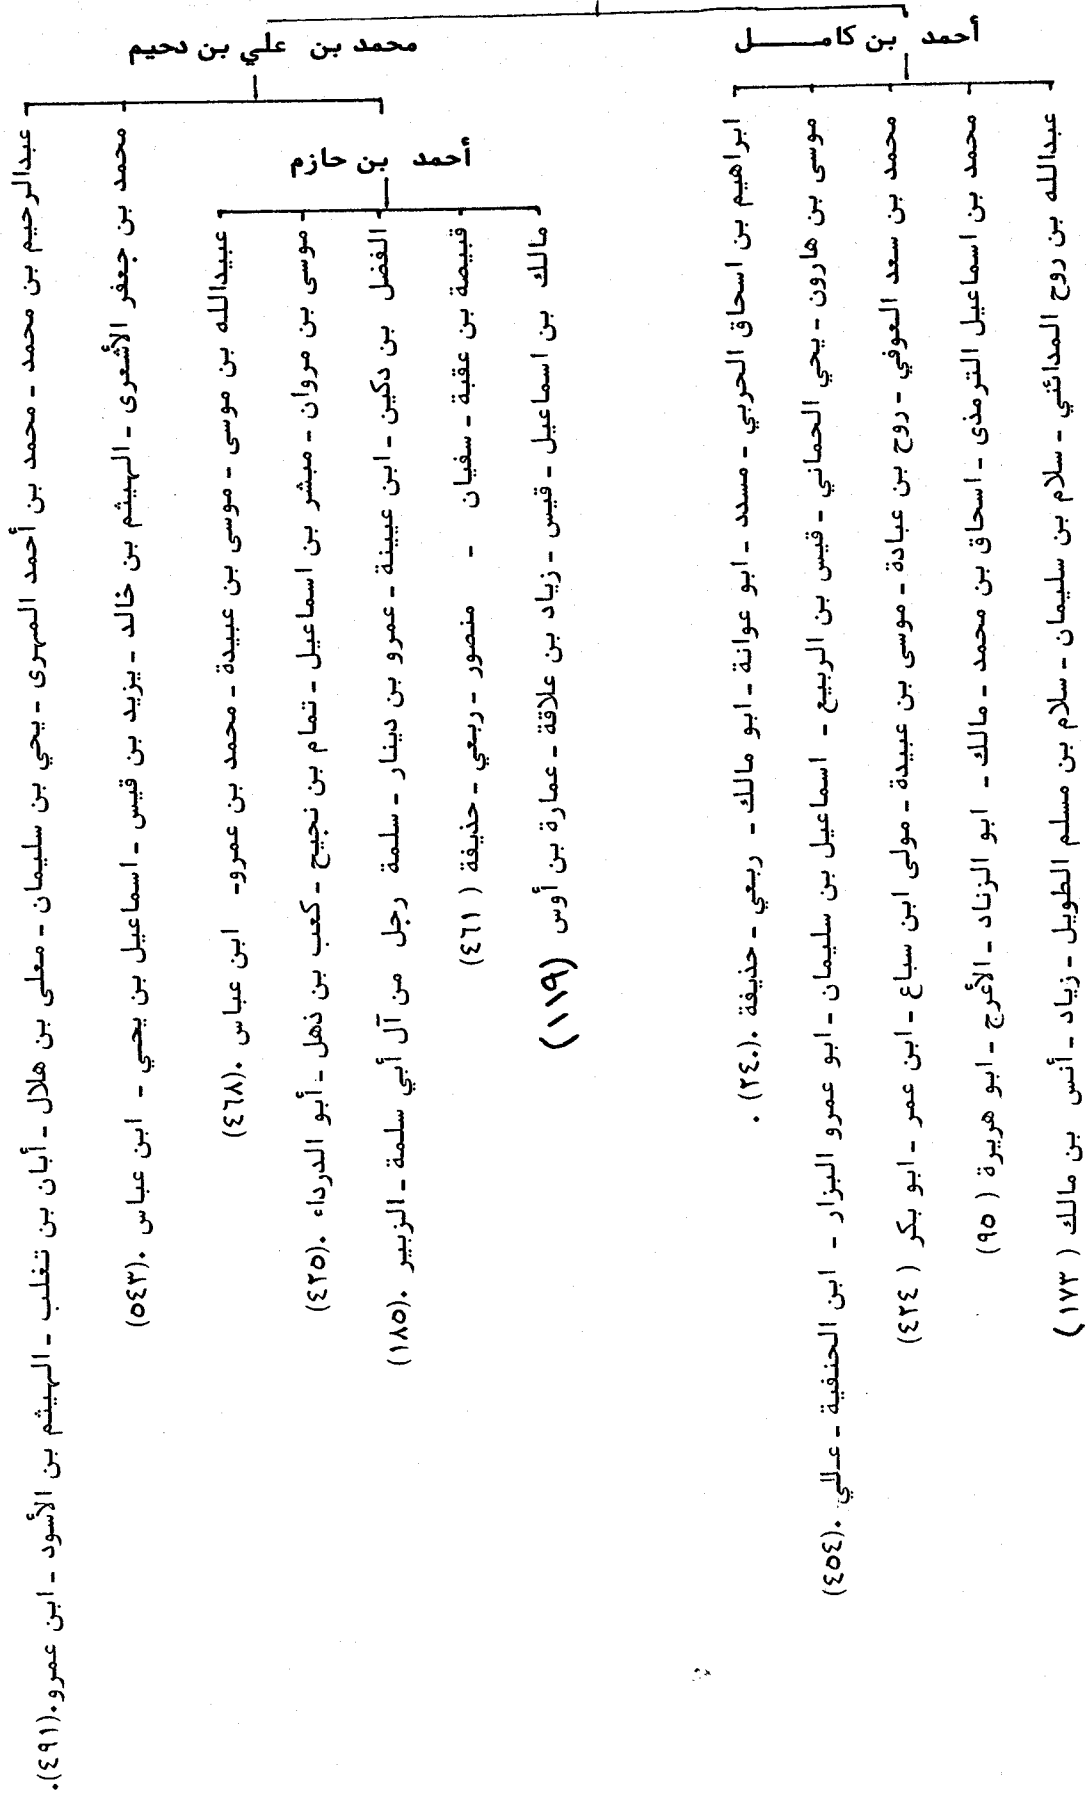 أحمد بن كامـــــل
عبدالله بن روح المدائني - سلام بن سليمان - سلام بن مسلم الطويل - زياد - أنس بن مالك (١٧٣)
محمد بن اسماعيل الترمذى - اسحاق بن محمد - مالك - ابو الزناد - الأعرج - ابو هريرة (٩٥)
محمد بن سعد العوفي - روح بن عبادة - موسى بن عبيدة - مولى ابن سباع - ابن عمر - ابو بكر (٤٢٤)
موسى بن هارون - يحي الحماني - قيس بن الربيع - اسماعيل بن سليمان - ابو عمرو البزار - ابن الحنفية - عـلي .(٤٥٤)
ابراهيم بن اسحاق الحربي - مسدد - ابو عوانة - ابو مالك - ربعي - حذيفة .(٢٤٠) .
محمد بن علي بن دحيم
أحمد بن حازم
مالك بن اسماعيل - قيس - زياد بن علاقة - عمارة بن أوس (١١٩)
قبيصة بن عقبة - سفيان - منصور - ربعي - حذيفة (٤٦١)
الفضل بن دكين - ابن عيينة - عمرو بن دينار - سلمة رجل من آل أبي سلمة - الزبير .(١٨٥)
موسى بن مروان - مبشر بن اسماعيل - تمام بن نجيح - كعب بن ذهل - أبو الدرداء .(٤٢٥)
عبيدالله بن موسى - موسى بن عبيدة - محمد بن عمرو- ابن عباس .(٤٦٨)
محمد بن جعفر الأشعرى - الهيثم بن خالد - يزيد بن قيس - اسماعيل بن يحي - ابن عباس .(٥٤٣)
عبدالرحيم بن محمد - محمد بن أحمد المهرى - يحي بن سليمان - معلى بن هلال - أبان بن تغلب - الهيثم بن الأسود - ابن عمرو.(٤٩١).